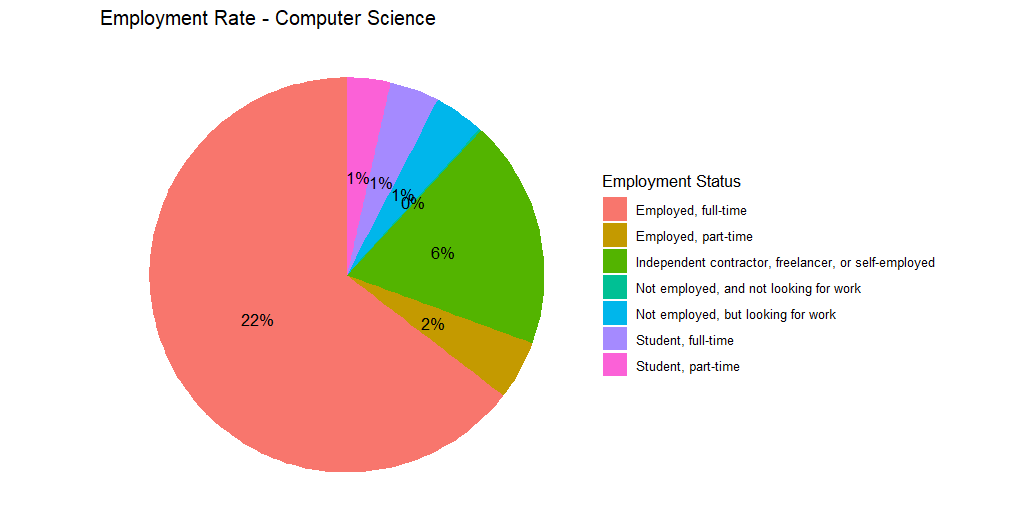 Employment Rate - Computer Science
1%
1%
1%
0%
6%
2%
22%
Employment Status
Employed, full-time
Employed, part-time
Independent contractor, freelancer, or self-employed
Not employed, and not looking for work
Not employed, but looking for work
Student, full-time
Student, part-time